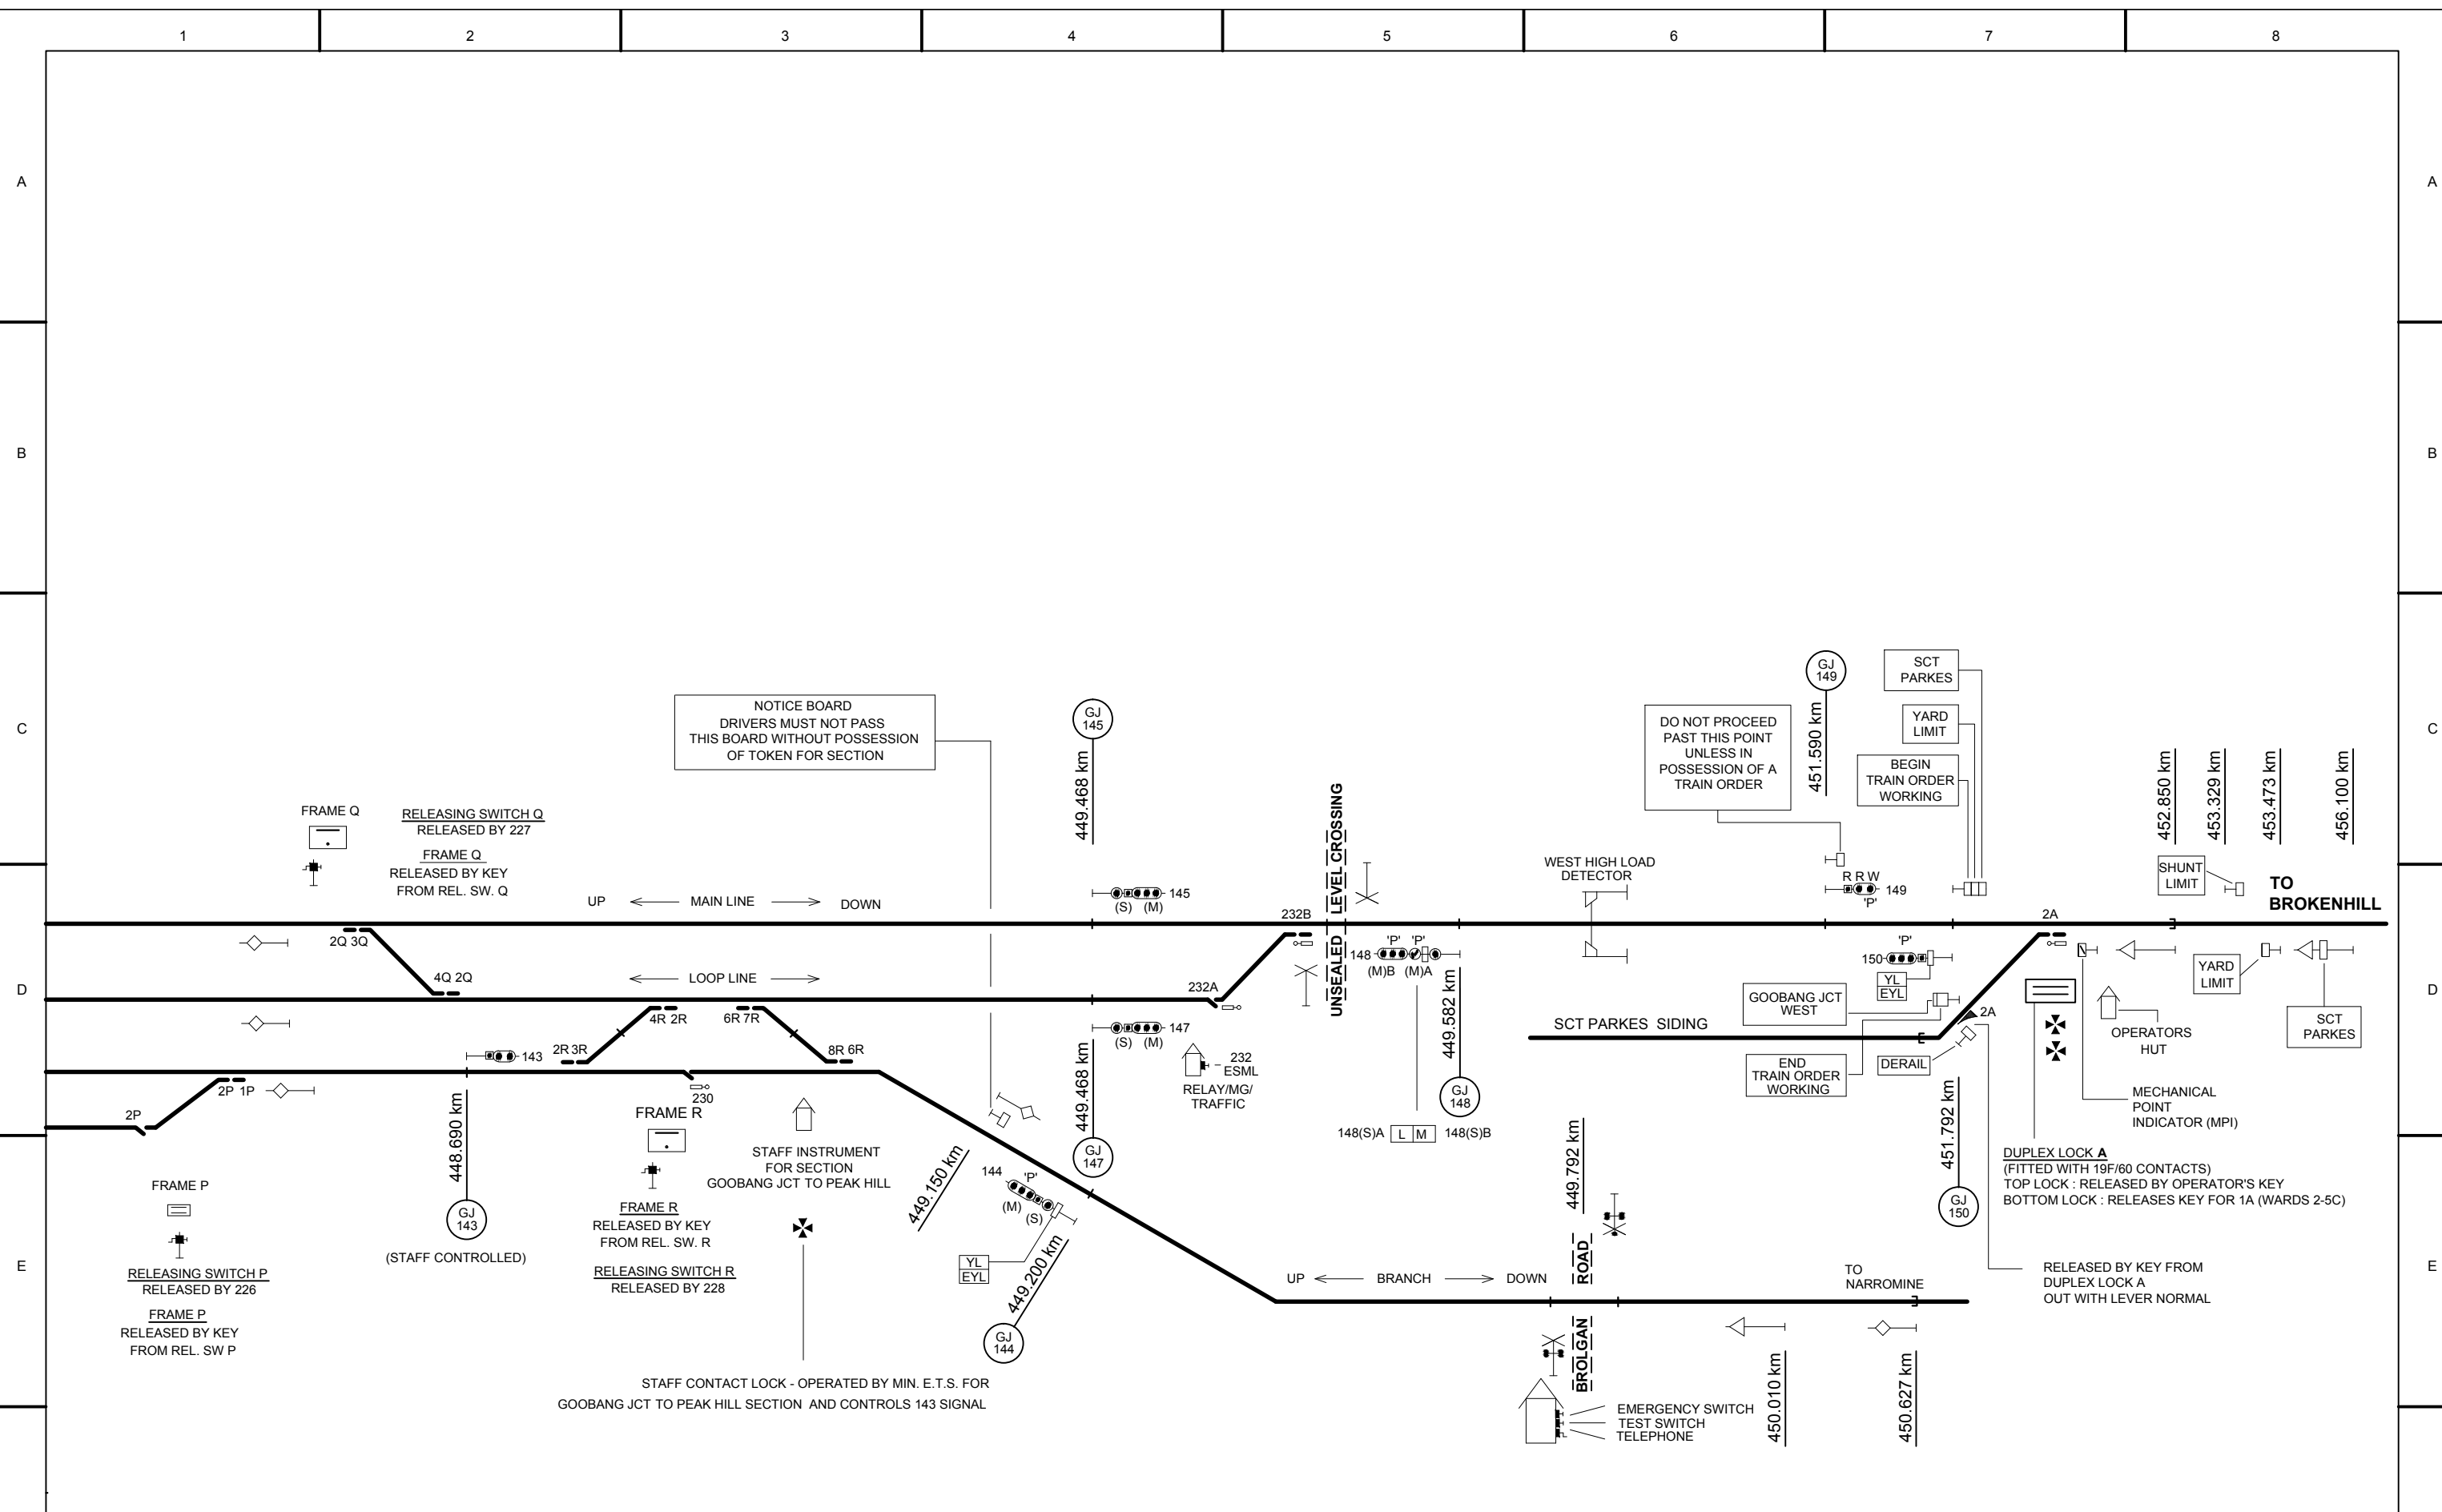 1 2 3 4 5 6 7 8
A A
B B
C C
D D
E E
NOTICE BOARD
DRIVERS MUST NOT PASS
THIS BOARD WITHOUT POSSESSION
OF TOKEN FOR SECTION
GJ
145
449.468 km
DO NOT PROCEED
PAST THIS POINT
UNLESS IN
POSSESSION OF A
TRAIN ORDER
GJ
149
451.590 km
SCT
PARKES
YARD
LIMIT
BEGIN
TRAIN ORDER
WORKING
452.850 km
453.329 km
453.473 km
456.100 km
FRAME Q
RELEASING SWITCH Q
RELEASED BY 227
FRAME Q
RELEASED BY KEY
FROM REL. SW. Q
UP MAIN LINE DOWN
145
(S) (M)
232B
UNSEALED LEVEL CROSSING
WEST HIGH LOAD
DETECTOR
R R W
149
'P'
SHUNT
LIMIT
TO
BROKENHILL
2A
2Q 3Q
4Q 2Q
LOOP LINE
232A
148 'P' 'P'
(M)B (M)A
449.582 km
GJ
148
148(S)A L M 148(S)B
'P'
150
YL
EYL
GOOBANG JCT
WEST
2A
END
TRAIN ORDER
WORKING
DERAIL
SCT PARKES SIDING
YARD
LIMIT
SCT
PARKES
OPERATORS
HUT
MECHANICAL
POINT
INDICATOR (MPI)
143
2R 3R
4R 2R
6R 7R
8R 6R
147
(S) (M)
449.468 km
GJ
147
232
ESML
RELAY/MG/
TRAFFIC
2P
2P 1P
230
448.690 km
GJ
143
(STAFF CONTROLLED)
FRAME R
FRAME R
RELEASED BY KEY
FROM REL. SW. R
RELEASING SWITCH R
RELEASED BY 228
STAFF INSTRUMENT
FOR SECTION
GOOBANG JCT TO PEAK HILL
449.150 km
144
'P'
(M)
(S)
YL
EYL
449.200 km
GJ
144
FRAME P
RELEASING SWITCH P
RELEASED BY 226
FRAME P
RELEASED BY KEY
FROM REL. SW P
STAFF CONTACT LOCK - OPERATED BY MIN. E.T.S. FOR
GOOBANG JCT TO PEAK HILL SECTION AND CONTROLS 143 SIGNAL
UP BRANCH DOWN
449.792 km
BROLGAN ROAD
EMERGENCY SWITCH
TEST SWITCH
TELEPHONE
TO
NARROMINE
450.010 km
450.627 km
451.792 km
GJ
150
DUPLEX LOCK A
(FITTED WITH 19F/60 CONTACTS)
TOP LOCK : RELEASED BY OPERATOR'S KEY
BOTTOM LOCK : RELEASES KEY FOR 1A (WARDS 2-5C)
RELEASED BY KEY FROM
DUPLEX LOCK A
OUT WITH LEVER NORMAL